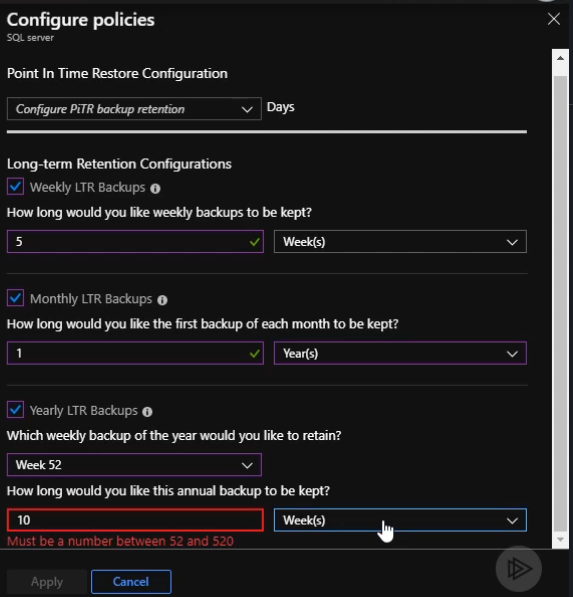 Configure policies
SQL server
Point In Time Restore Configuration
Configure PiTR backup retention Days
Long-term Retention Configurations
Weekly LTR Backups
How long would you like weekly backups to be kept?
5 Week(s)
Monthly LTR Backups
How long would you like the first backup of each month to be kept?
1 Year(s)
Yearly LTR Backups
Which weekly backup of the year would you like to retain?
Week 52
How long would you like this annual backup to be kept?
10 Week(s)
Must be a number between 52 and 520
Apply Cancel